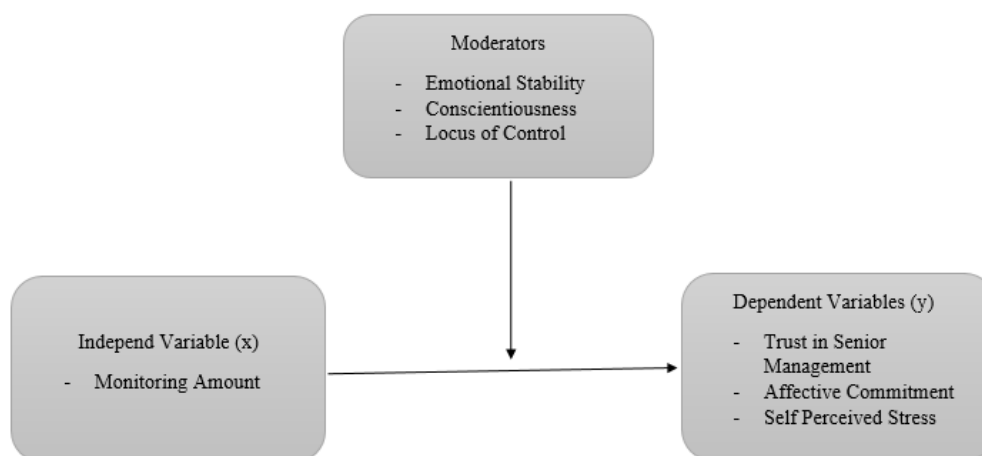 Moderators
- Emotional Stability
- Conscientiousness
- Locus of Control
Independ Variable (x)
- Monitoring Amount
Dependent Variables (y)
- Trust in Senior
Management
- Affective Commitment
- Self Perceived Stress